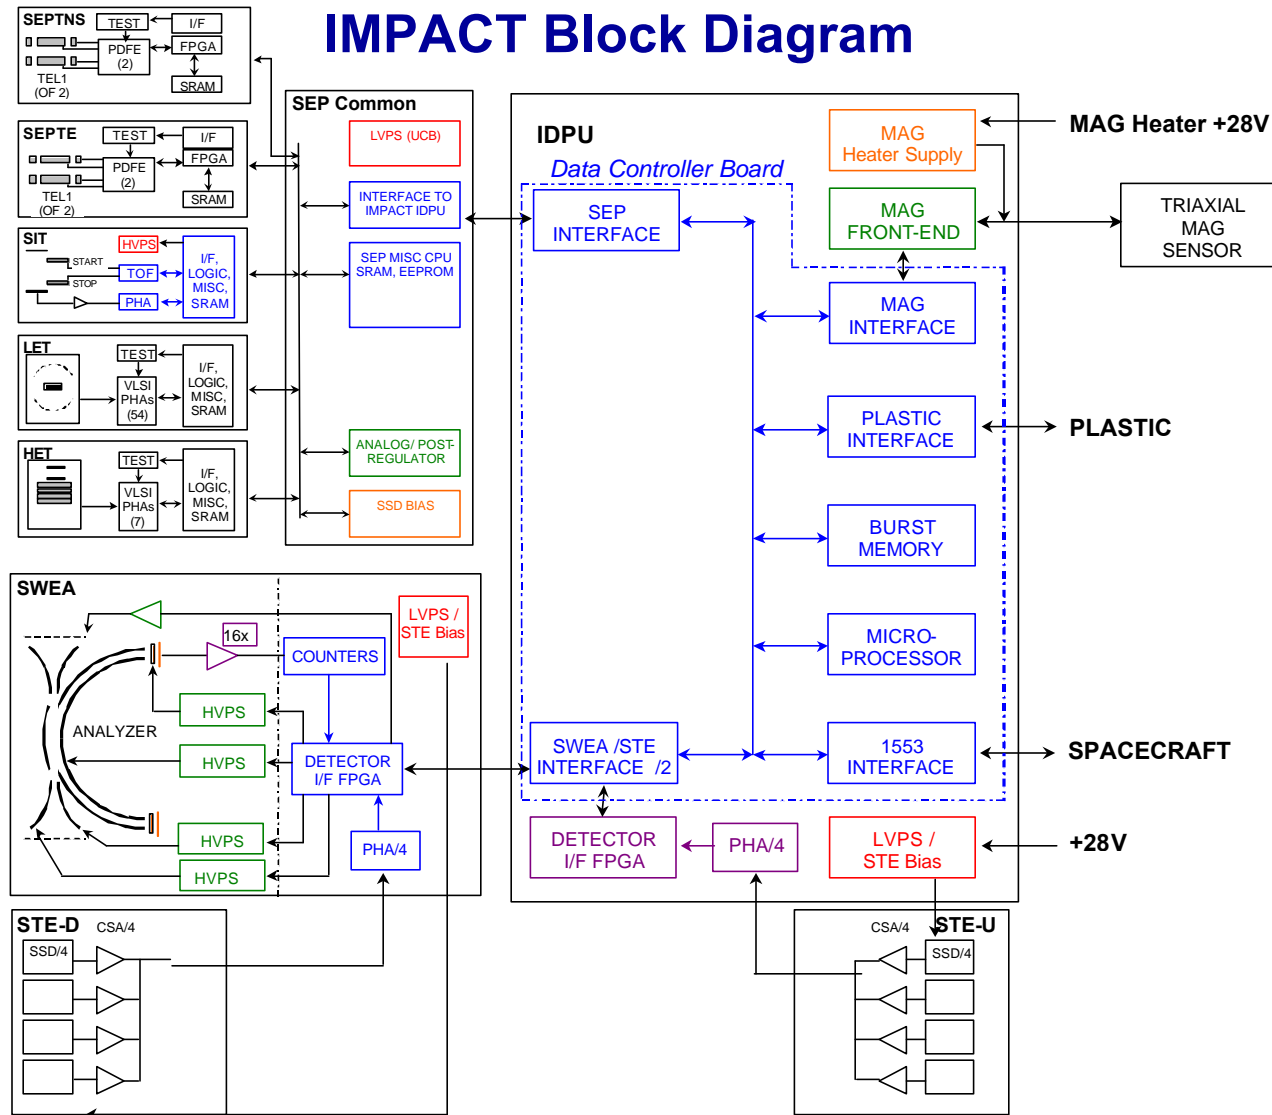 IMPACT Block Diagram
SEPTNS
TEST
I/F
PDFE
(2)
FPGA
SRAM
TEL1
(OF 2)
SEPTE
TEST
I/F
PDFE
(2)
FPGA
SRAM
TEL1
(OF 2)
SIT
HVPS
START
TOF
STOP
PHA
I/F,
LOGIC,
MISC,
SRAM
LET
TEST
VLSI
PHAs
(54)
I/F,
LOGIC,
MISC,
SRAM
HET
TEST
VLSI
PHAs
(7)
I/F,
LOGIC,
MISC,
SRAM
SEP Common
LVPS (UCB)
INTERFACE TO
IMPACT IDPU
SEP MISC CPU
SRAM, EEPROM
ANALOG/ POST-
REGULATOR
SSD BIAS
IDPU
Data Controller Board
MAG
Heater Supply
MAG Heater +28V
SEP
INTERFACE
MAG
FRONT-END
TRIAXIAL
MAG
SENSOR
MAG
INTERFACE
PLASTIC
INTERFACE
PLASTIC
BURST
MEMORY
MICRO-
PROCESSOR
SWEA /STE
INTERFACE /2
1553
INTERFACE
SPACECRAFT
DETECTOR
I/F FPGA
PHA/4
LVPS /
STE Bias
+28V
SWEA
16x
COUNTERS
LVPS /
STE Bias
HVPS
ANALYZER
HVPS
DETECTOR
I/F FPGA
HVPS
PHA/4
HVPS
STE-D
CSA/4
SSD/4
CSA/4
STE-U
SSD/4